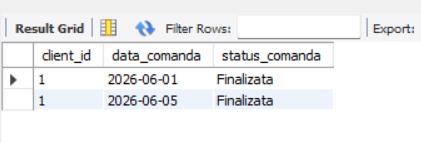 Result Grid Filter Rows: Export:
client_id data_comanda status_comanda
1 2026-06-01 Finalizata
1 2026-06-05 Finalizata